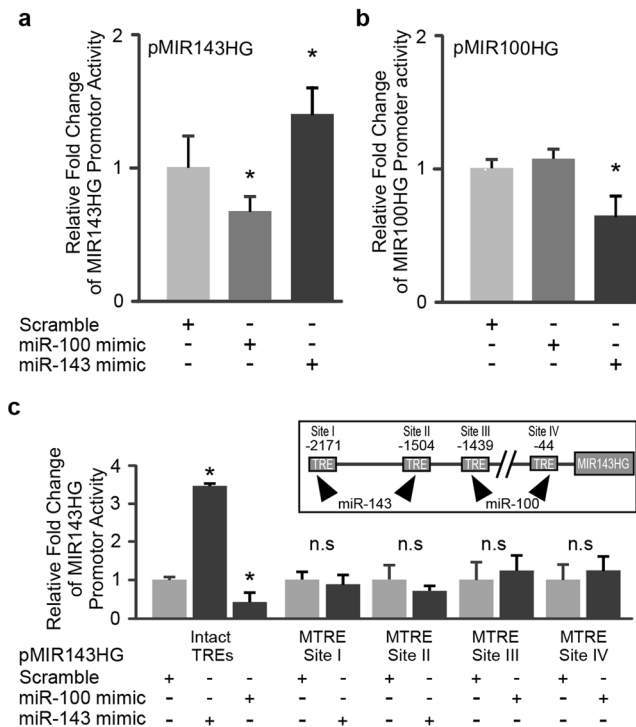 a
pMIR143HG
Relative Fold Change
of MIR143HG Promotor Activity
2
1
0
*
*
Scramble + - -
miR-100 mimic - + -
miR-143 mimic - - +
b
pMIR100HG
Relative Fold Change
of MIR100HG Promoter activity
2
1
0
*
+ - -
- + -
- - +
c
Relative Fold Change
of MIR143HG
Promotor Activity
4
3
2
1
0
*
*
n.s n.s n.s n.s
Site I Site II Site III Site IV
-2171 -1504 -1439 -44
TRE TRE TRE TRE MIR143HG
miR-143 miR-100
Intact MTRE MTRE MTRE MTRE
pMIR143HG TREs Site I Site II Site III Site IV
Scramble + - - + - + - + - + -
miR-100 mimic - - + - - - - - + - +
miR-143 mimic - + - - + - + - - - -